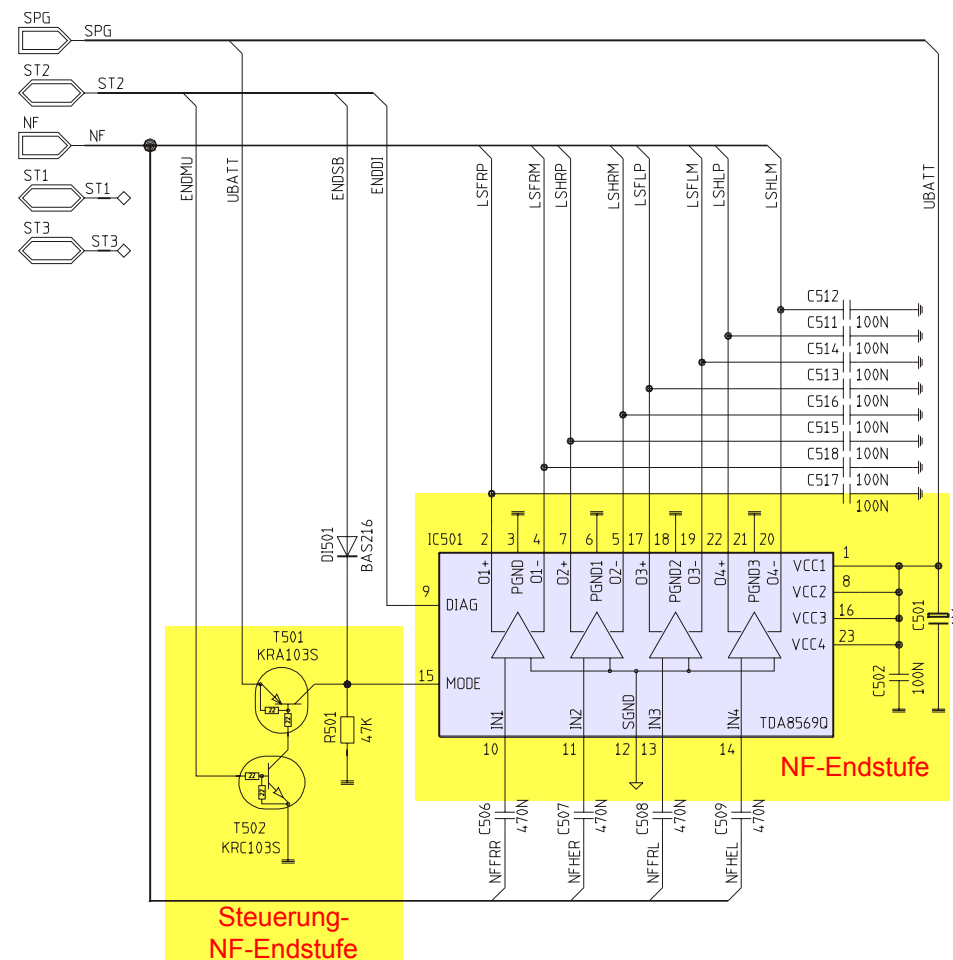 SPG
SPG
ST2
ST2
NF
NF
ST1
ST1
ST3
ST3
ENDMU
UBATT
ENDSB
ENDDI
LSFRP
LSFRM
LSHRP
LSHRM
LSFLP
LSFLM
LSHLP
LSHLM
UBATT
C512
100N
C511
100N
C514
100N
C513
100N
C516
100N
C515
100N
C518
100N
C517
100N
DI501
BAS216
IC501
2 3 4 7 6 5 17 18 19 22 21 20
O1+ PGND O1- O2+ PGND1 O2- O3+ PGND2 O3- O4+ PGND3 O4-
1
VCC1
8
VCC2
16
VCC3
23
VCC4
9
DIAG
15
MODE
C501
C502
100N
T501
KRA103S
22
22
R501
47K
22
22
T502
KRC103S
IN1 IN2 SGND IN3 IN4
TDA8569Q
10 11 12 13 14
NF-Endstufe
C506
470N
C507
470N
C508
470N
C509
470N
NFFRR
NFHER
NFFRL
NFHEL
Steuerung-
NF-Endstufe